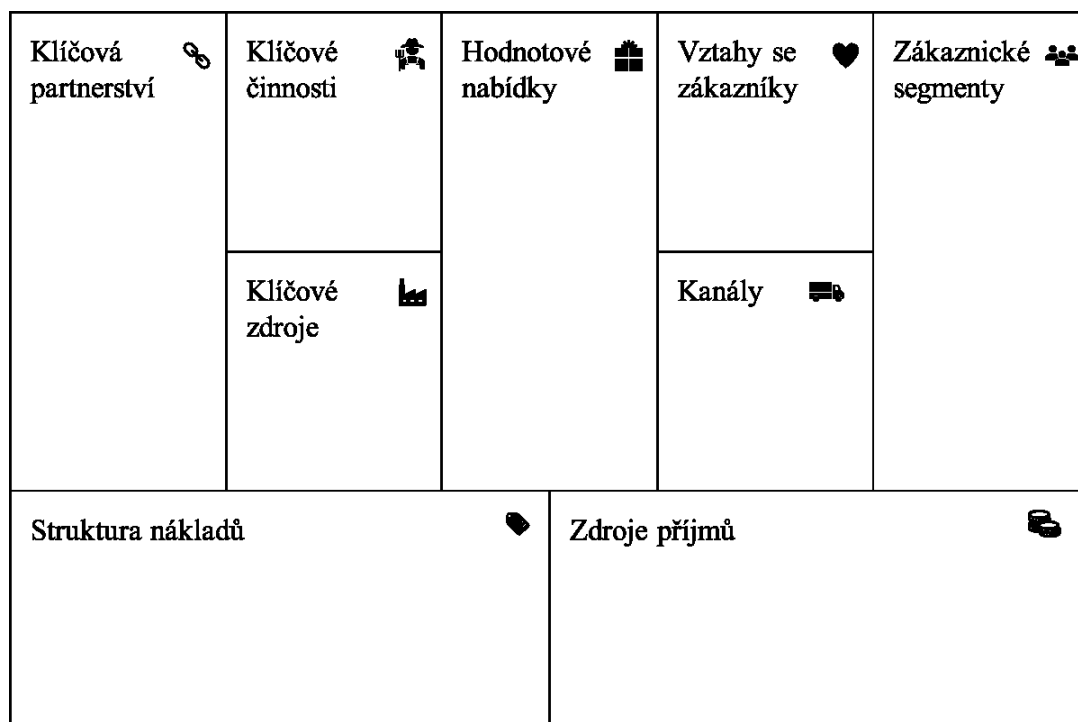 Klíčová
partnerství
Klíčové
činnosti
Klíčové
zdroje
Hodnotové
nabídky
Vztahy se
zákazníky
Kanály
Zákaznické
segmenty
Struktura nákladů
Zdroje příjmů